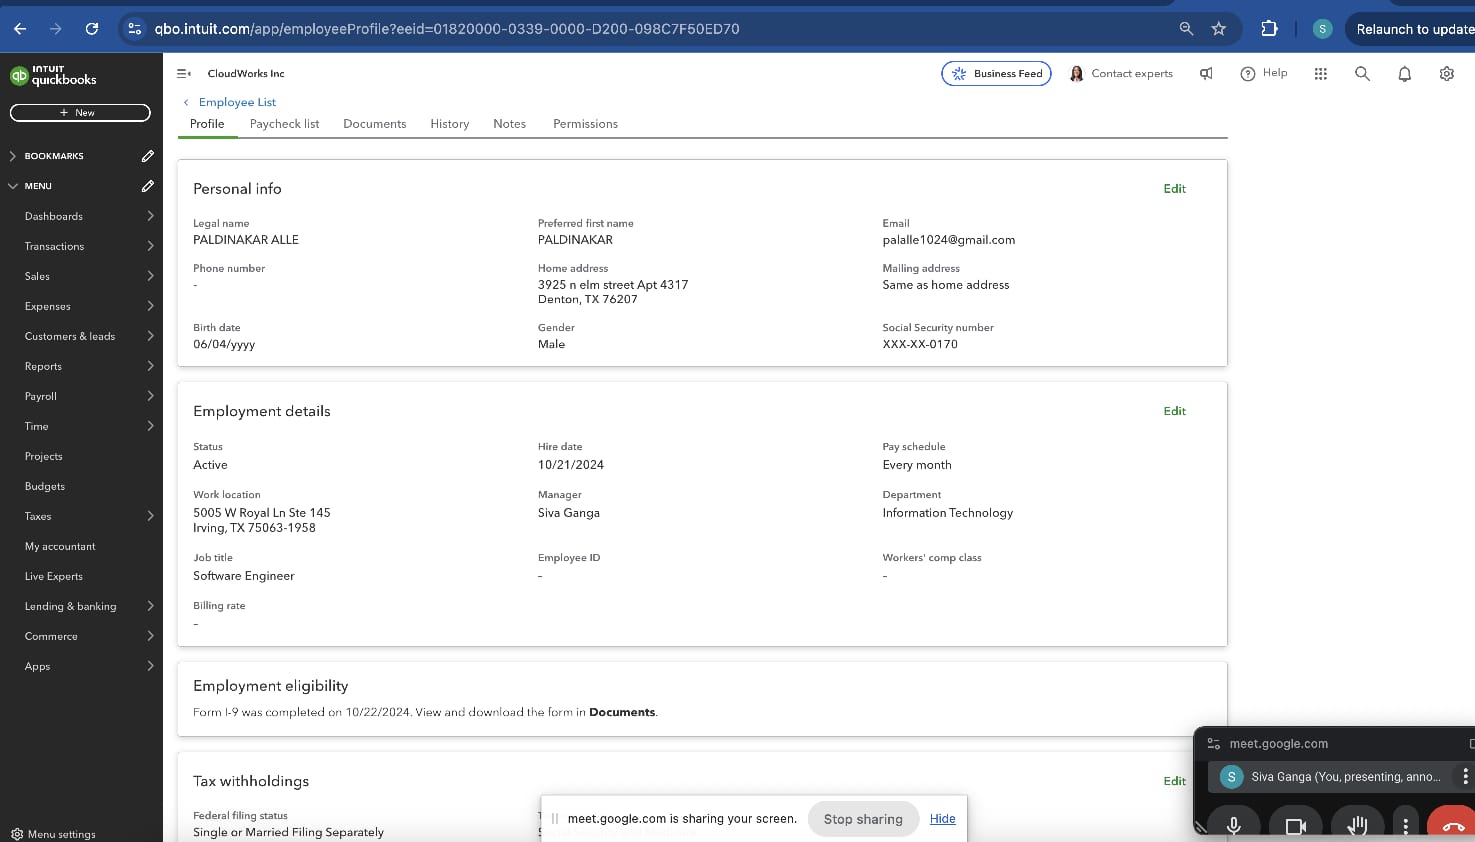 qbo.intuit.com/app/employeeProfile?eeid=01820000-0339-0000-D200-098C7F50ED70
S
Relaunch to update
INTUIT
quickbooks
CloudWorks Inc
Business Feed
Contact experts
Help
+ New
Employee List
Profile Paycheck list Documents History Notes Permissions
BOOKMARKS
MENU
Dashboards
Transactions
Sales
Expenses
Customers & leads
Reports
Payroll
Time
Projects
Budgets
Taxes
My accountant
Live Experts
Lending & banking
Commerce
Apps
Menu settings
Personal info
Edit
Legal name
PALDINAKAR ALLE
Preferred first name
PALDINAKAR
Email
palalle1024@gmail.com
Phone number
-
Home address
3925 n elm street Apt 4317
Denton, TX 76207
Mailing address
Same as home address
Birth date
06/04/yyyy
Gender
Male
Social Security number
XXX-XX-0170
Employment details
Edit
Status
Active
Hire date
10/21/2024
Pay schedule
Every month
Work location
5005 W Royal Ln Ste 145
Irving, TX 75063-1958
Manager
Siva Ganga
Department
Information Technology
Job title
Software Engineer
Employee ID
-
Workers' comp class
-
Billing rate
-
Employment eligibility
Form I-9 was completed on 10/22/2024. View and download the form in Documents.
Tax withholdings
Edit
Federal filing status
Single or Married Filing Separately
meet.google.com is sharing your screen.
Stop sharing
Hide
meet.google.com
S
Siva Ganga (You, presenting, anno...